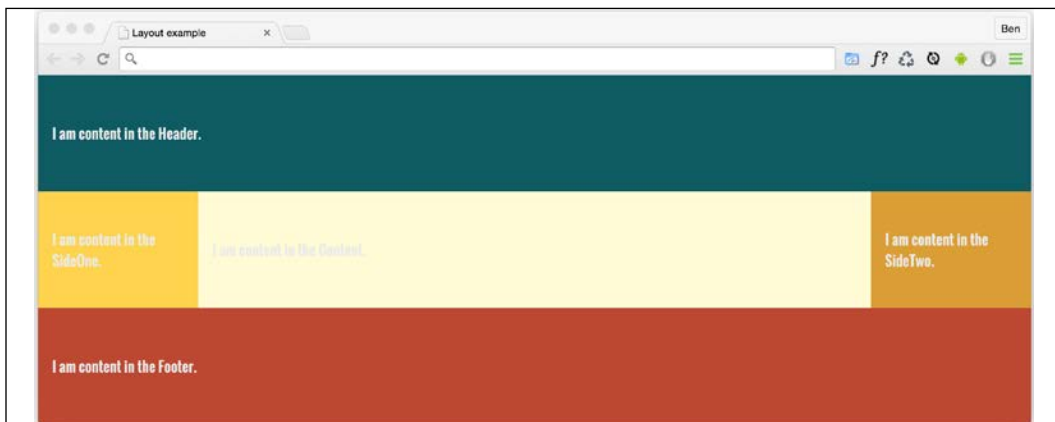 Layout example
Ben
f?
I am content in the Header.
I am content in the
SideOne.
I am content in the Content.
I am content in the
SideTwo.
I am content in the Footer.